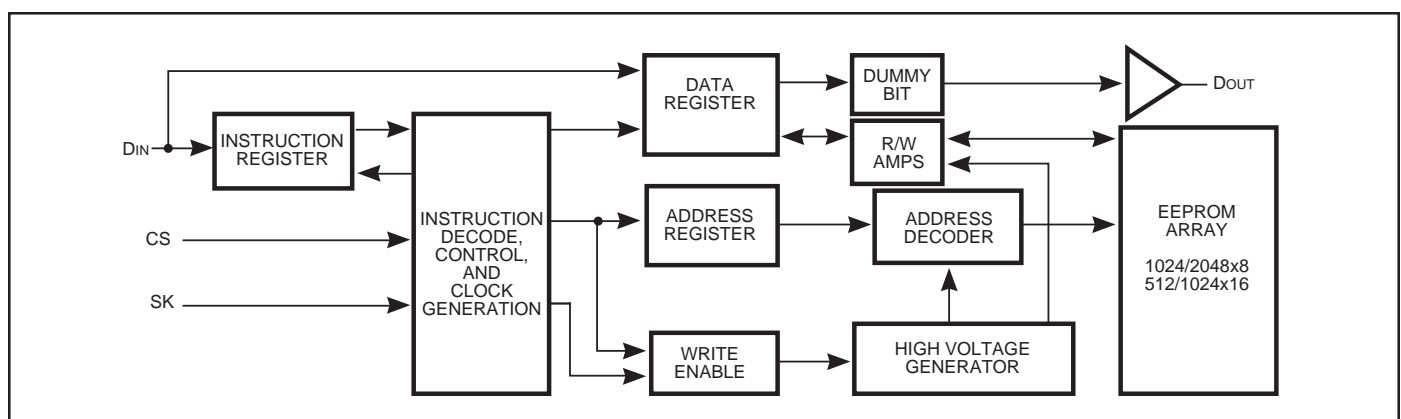 DIN
INSTRUCTION
REGISTER
CS
SK
INSTRUCTION
DECODE,
CONTROL,
AND
CLOCK
GENERATION
DATA
REGISTER
DUMMY
BIT
DOUT
R/W
AMPS
ADDRESS
REGISTER
ADDRESS
DECODER
WRITE
ENABLE
HIGH VOLTAGE
GENERATOR
EEPROM
ARRAY
1024/2048x8
512/1024x16